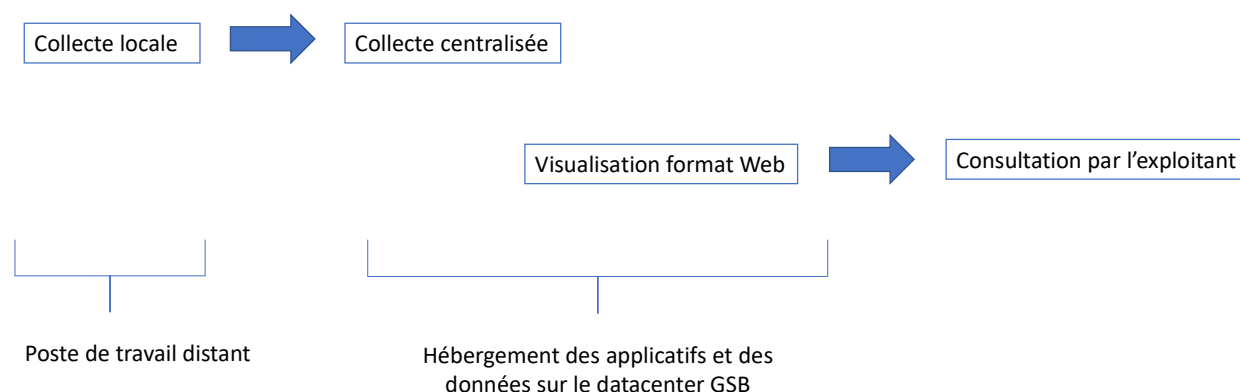 Collecte locale
Collecte centralisée
Visualisation format Web
Consultation par l’exploitant
Poste de travail distant
Hébergement des applicatifs et des
données sur le datacenter GSB